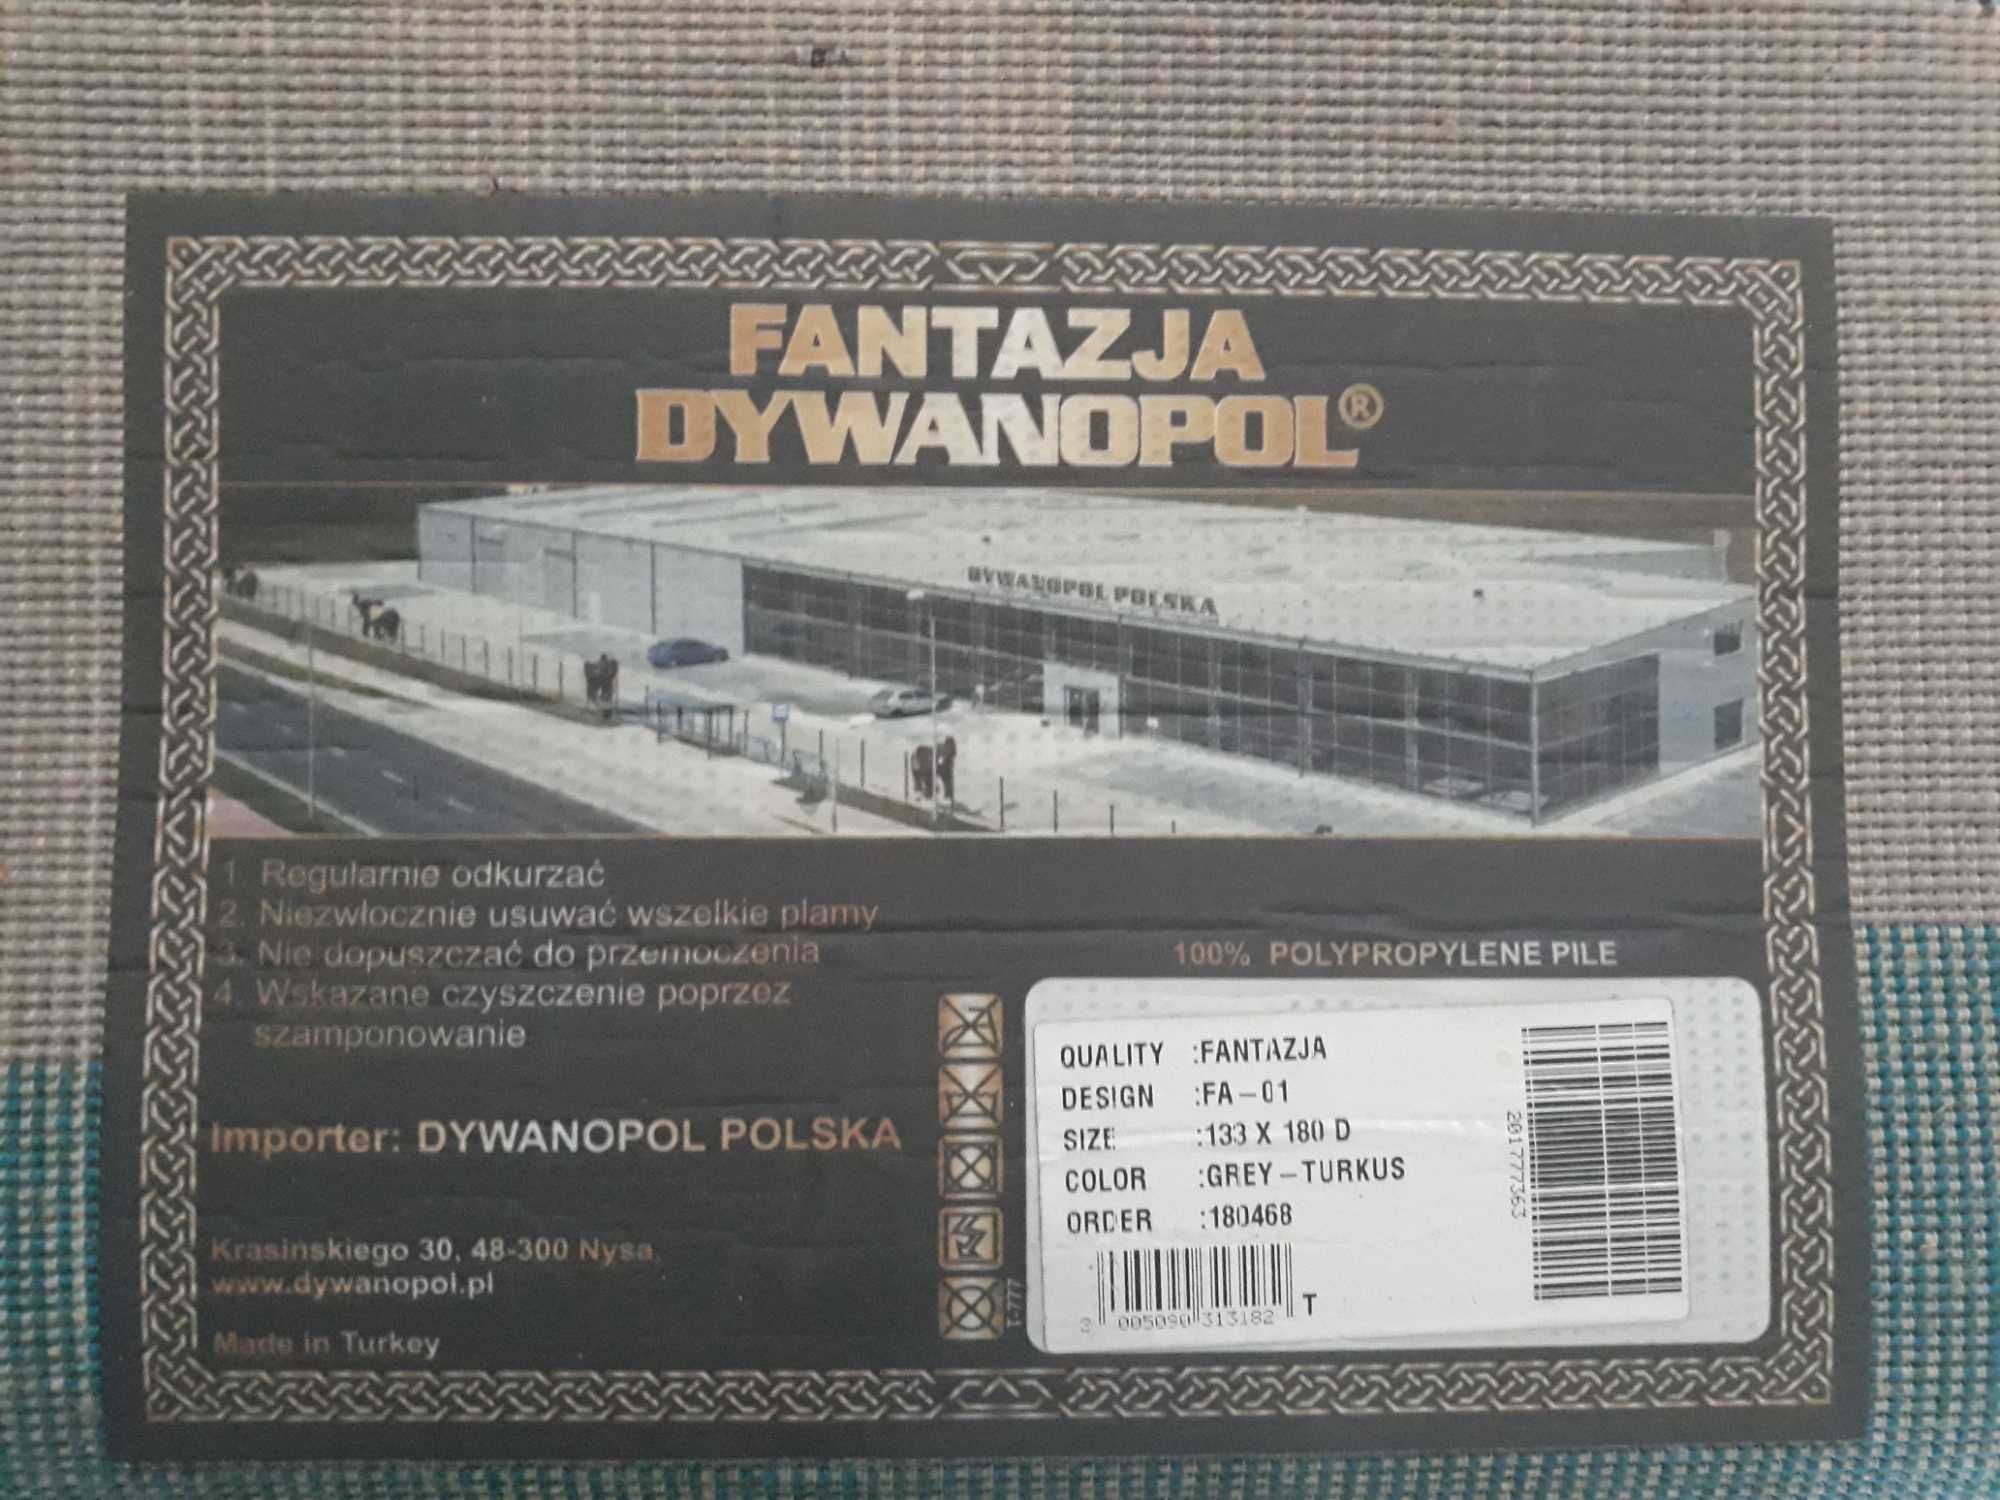 FANTAZJA
DYWANOPOL®
DYWANOPOL POLSKA
1. Regularnie odkurzać
2. Niezwłocznie usuwać wszelkie plamy
3. Nie dopuszczać do przemoczenia
4. Wskazane czyszczenie poprzez
szamponowanie
Importer: DYWANOPOL POLSKA
Krasińskiego 30, 48-300 Nysa
www.dywanopol.pl
Made in Turkey
T-777
100% POLYPROPYLENE PILE
QUALITY :FANTAZJA
DESIGN :FA-01
SIZE :133 X 180 D
COLOR :GREY-TURKUS
ORDER :180468
2 005090 313182 T
201777363